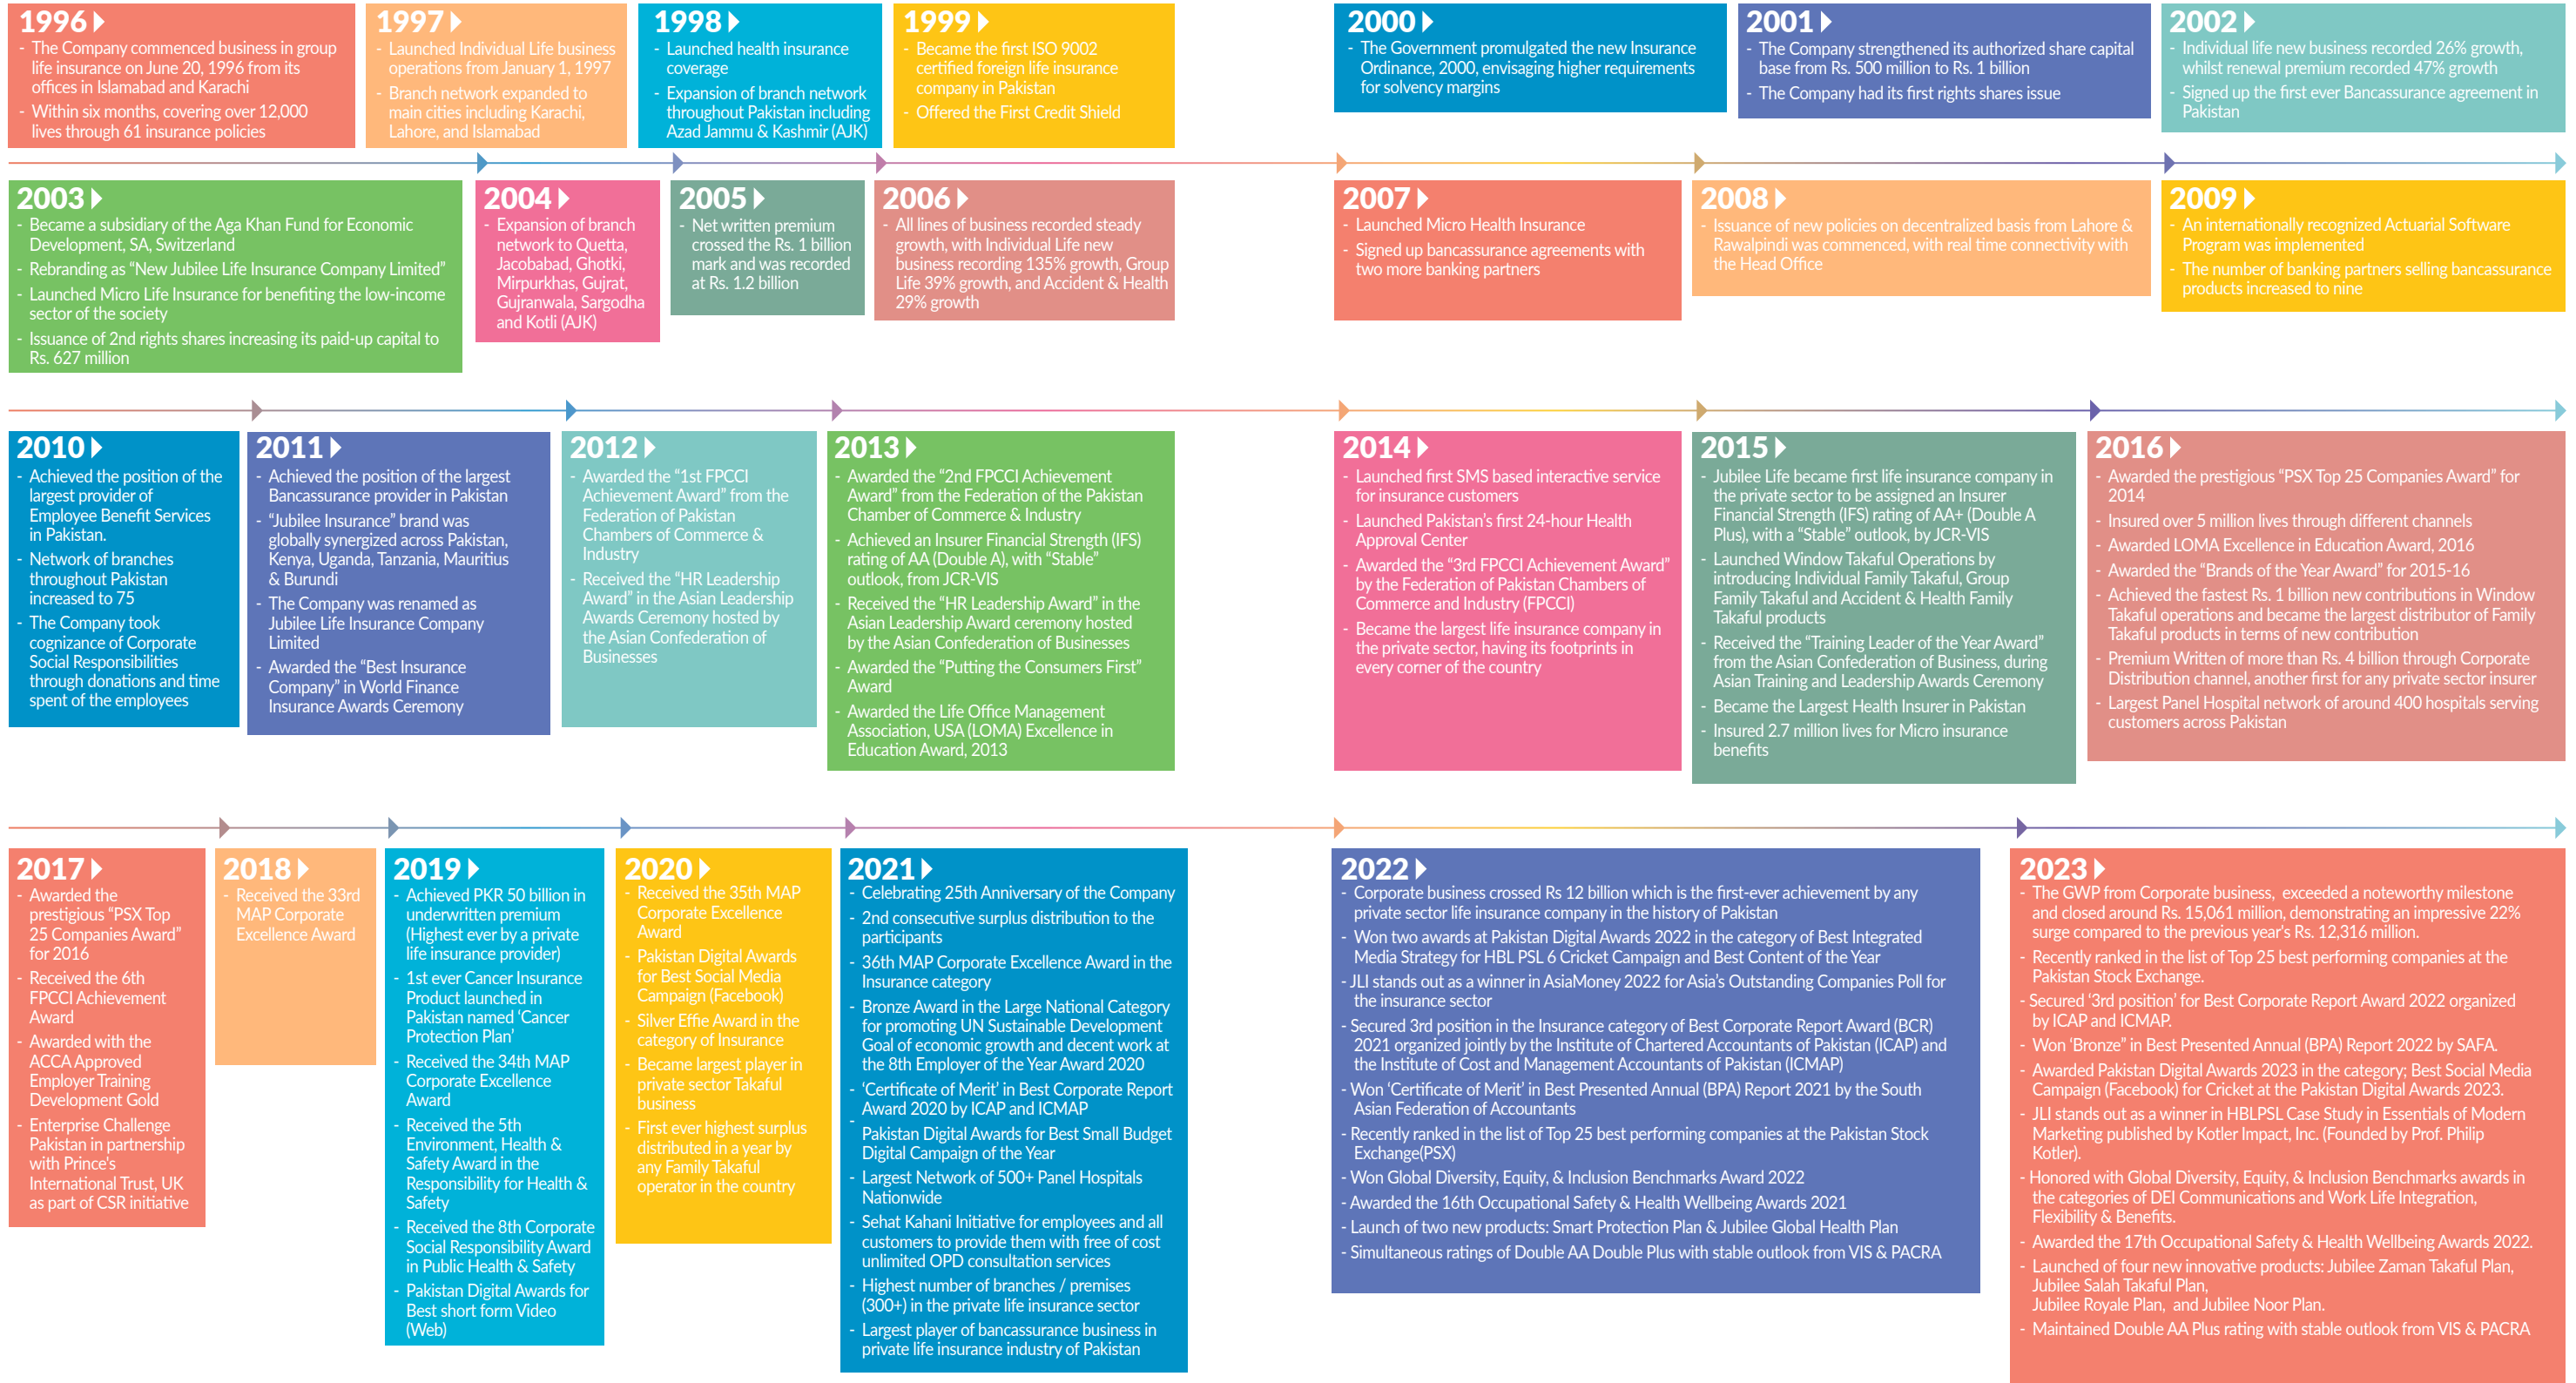 1996
- The Company commenced business in group
life insurance on June 20, 1996 from its
offices in Islamabad and Karachi
- Within six months, covering over 12,000
lives through 61 insurance policies
1997
- Launched Individual Life business
operations from January 1, 1997
- Branch network expanded to
main cities including Karachi,
Lahore, and Islamabad
1998
- Launched health insurance
coverage
- Expansion of branch network
throughout Pakistan including
Azad Jammu & Kashmir (AJK)
1999
- Became the first ISO 9002
certified foreign life insurance
company in Pakistan
- Offered the First Credit Shield
2000
- The Government promulgated the new Insurance
Ordinance, 2000, envisaging higher requirements
for solvency margins
2001
- The Company strengthened its authorized share capital
base from Rs. 500 million to Rs. 1 billion
- The Company had its first rights shares issue
2002
- Individual life new business recorded 26% growth,
whilst renewal premium recorded 47% growth
- Signed up the first ever Bancassurance agreement in
Pakistan
2003
- Became a subsidiary of the Aga Khan Fund for Economic
Development, SA, Switzerland
- Rebranding as “New Jubilee Life Insurance Company Limited”
- Launched Micro Life Insurance for benefiting the low-income
sector of the society
- Issuance of 2nd rights shares increasing its paid-up capital to
Rs. 627 million
2004
- Expansion of branch
network to Quetta,
Jacobabad, Ghotki,
Mirpurkhas, Gujrat,
Gujranwala, Sargodha
and Kotli (AJK)
2005
- Net written premium
crossed the Rs. 1 billion
mark and was recorded
at Rs. 1.2 billion
2006
- All lines of business recorded steady
growth, with Individual Life new
business recording 135% growth, Group
Life 39% growth, and Accident & Health
29% growth
2007
- Launched Micro Health Insurance
- Signed up bancassurance agreements with
two more banking partners
2008
- Issuance of new policies on decentralized basis from Lahore &
Rawalpindi was commenced, with real time connectivity with
the Head Office
2009
- An internationally recognized Actuarial Software
Program was implemented
- The number of banking partners selling bancassurance
products increased to nine
2010
- Achieved the position of the
largest provider of
Employee Benefit Services
in Pakistan.
- Network of branches
throughout Pakistan
increased to 75
- The Company took
cognizance of Corporate
Social Responsibilities
through donations and time
spent of the employees
2011
- Achieved the position of the largest
Bancassurance provider in Pakistan
- “Jubilee Insurance” brand was
globally synergized across Pakistan,
Kenya, Uganda, Tanzania, Mauritius
& Burundi
- The Company was renamed as
Jubilee Life Insurance Company
Limited
- Awarded the “Best Insurance
Company” in World Finance
Insurance Awards Ceremony
2012
- Awarded the “1st FPCCI
Achievement Award” from the
Federation of Pakistan
Chambers of Commerce &
Industry
- Received the “HR Leadership
Award” in the Asian Leadership
Awards Ceremony hosted by
the Asian Confederation of
Businesses
2013
- Awarded the “2nd FPCCI Achievement
Award” from the Federation of the Pakistan
Chamber of Commerce & Industry
- Achieved an Insurer Financial Strength (IFS)
rating of AA (Double A), with “Stable”
outlook, from JCR-VIS
- Received the “HR Leadership Award” in the
Asian Leadership Award ceremony hosted
by the Asian Confederation of Businesses
- Awarded the “Putting the Consumers First”
Award
- Awarded the Life Office Management
Association, USA (LOMA) Excellence in
Education Award, 2013
2014
- Launched first SMS based interactive service
for insurance customers
- Launched Pakistan’s first 24-hour Health
Approval Center
- Awarded the “3rd FPCCI Achievement Award”
by the Federation of Pakistan Chambers of
Commerce and Industry (FPCCI)
- Became the largest life insurance company in
the private sector, having its footprints in
every corner of the country
2015
- Jubilee Life became first life insurance company in
the private sector to be assigned an Insurer
Financial Strength (IFS) rating of AA+ (Double A
Plus), with a “Stable” outlook, by JCR-VIS
- Launched Window Takaful Operations by
introducing Individual Family Takaful, Group
Family Takaful and Accident & Health Family
Takaful products
- Received the “Training Leader of the Year Award”
from the Asian Confederation of Business, during
Asian Training and Leadership Awards Ceremony
- Became the Largest Health Insurer in Pakistan
- Insured 2.7 million lives for Micro insurance
benefits
2016
- Awarded the prestigious “PSX Top 25 Companies Award” for
2014
- Insured over 5 million lives through different channels
- Awarded LOMA Excellence in Education Award, 2016
- Awarded the “Brands of the Year Award” for 2015-16
- Achieved the fastest Rs. 1 billion new contributions in Window
Takaful operations and became the largest distributor of Family
Takaful products in terms of new contribution
- Premium Written of more than Rs. 4 billion through Corporate
Distribution channel, another first for any private sector insurer
- Largest Panel Hospital network of around 400 hospitals serving
customers across Pakistan
2017
- Awarded the
prestigious “PSX Top
25 Companies Award”
for 2016
- Received the 6th
FPCCI Achievement
Award
- Awarded with the
ACCA Approved
Employer Training
Development Gold
- Enterprise Challenge
Pakistan in partnership
with Prince’s
International Trust, UK
as part of CSR initiative
2018
- Received the 33rd
MAP Corporate
Excellence Award
2019
- Achieved PKR 50 billion in
underwritten premium
(Highest ever by a private
life insurance provider)
- 1st ever Cancer Insurance
Product launched in
Pakistan named ‘Cancer
Protection Plan’
- Received the 34th MAP
Corporate Excellence
Award
- Received the 5th
Environment, Health &
Safety Award in the
Responsibility for Health &
Safety
- Received the 8th Corporate
Social Responsibility Award
in Public Health & Safety
- Pakistan Digital Awards for
Best short form Video
(Web)
2020
- Received the 35th MAP
Corporate Excellence
Award
- Pakistan Digital Awards
for Best Social Media
Campaign (Facebook)
- Silver Effie Award in the
category of Insurance
- Became largest player in
private sector Takaful
business
- First ever highest surplus
distributed in a year by
any Family Takaful
operator in the country
2021
- Celebrating 25th Anniversary of the Company
- 2nd consecutive surplus distribution to the
participants
- 36th MAP Corporate Excellence Award in the
Insurance category
- Bronze Award in the Large National Category
for promoting UN Sustainable Development
Goal of economic growth and decent work at
the 8th Employer of the Year Award 2020
- ‘Certificate of Merit’ in Best Corporate Report
Award 2020 by ICAP and ICMAP
-
Pakistan Digital Awards for Best Small Budget
Digital Campaign of the Year
- Largest Network of 500+ Panel Hospitals
Nationwide
- Sehat Kahani Initiative for employees and all
customers to provide them with free of cost
unlimited OPD consultation services
- Highest number of branches / premises
(300+) in the private life insurance sector
- Largest player of bancassurance business in
private life insurance industry of Pakistan
2022
- Corporate business crossed Rs 12 billion which is the first-ever achievement by any
private sector life insurance company in the history of Pakistan
- Won two awards at Pakistan Digital Awards 2022 in the category of Best Integrated
Media Strategy for HBL PSL 6 Cricket Campaign and Best Content of the Year
- JLI stands out as a winner in AsiaMoney 2022 for Asia’s Outstanding Companies Poll for
the insurance sector
- Secured 3rd position in the Insurance category of Best Corporate Report Award (BCR)
2021 organized jointly by the Institute of Chartered Accountants of Pakistan (ICAP) and
the Institute of Cost and Management Accountants of Pakistan (ICMAP)
- Won ‘Certificate of Merit’ in Best Presented Annual (BPA) Report 2021 by the South
Asian Federation of Accountants
- Recently ranked in the list of Top 25 best performing companies at the Pakistan Stock
Exchange(PSX)
- Won Global Diversity, Equity, & Inclusion Benchmarks Award 2022
- Awarded the 16th Occupational Safety & Health Wellbeing Awards 2021
- Launch of two new products: Smart Protection Plan & Jubilee Global Health Plan
- Simultaneous ratings of Double AA Double Plus with stable outlook from VIS & PACRA
2023
- The GWP from Corporate business, exceeded a noteworthy milestone
and closed around Rs. 15,061 million, demonstrating an impressive 22%
surge compared to the previous year’s Rs. 12,316 million.
- Recently ranked in the list of Top 25 best performing companies at the
Pakistan Stock Exchange.
- Secured ‘3rd position’ for Best Corporate Report Award 2022 organized
by ICAP and ICMAP.
- Won ‘Bronze” in Best Presented Annual (BPA) Report 2022 by SAFA.
- Awarded Pakistan Digital Awards 2023 in the category; Best Social Media
Campaign (Facebook) for Cricket at the Pakistan Digital Awards 2023.
- JLI stands out as a winner in HBLPSL Case Study in Essentials of Modern
Marketing published by Kotler Impact, Inc. (Founded by Prof. Philip
Kotler).
- Honored with Global Diversity, Equity, & Inclusion Benchmarks awards in
the categories of DEI Communications and Work Life Integration,
Flexibility & Benefits.
- Awarded the 17th Occupational Safety & Health Wellbeing Awards 2022.
- Launched of four new innovative products: Jubilee Zaman Takaful Plan,
Jubilee Salah Takaful Plan,
Jubilee Royale Plan, and Jubilee Noor Plan.
- Maintained Double AA Plus rating with stable outlook from VIS & PACRA